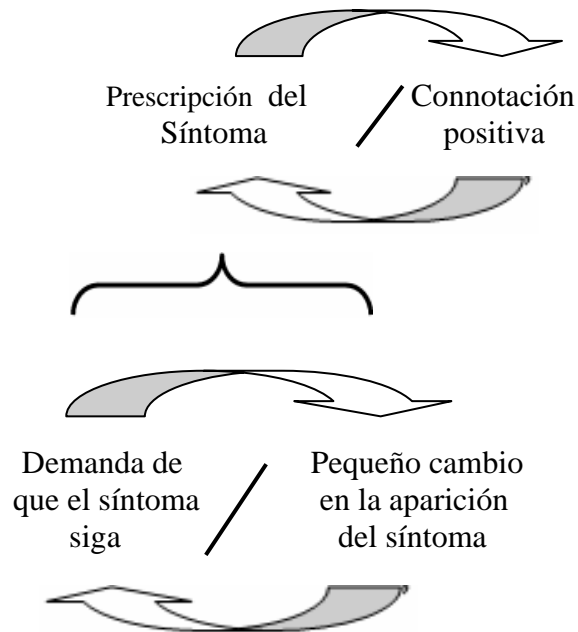 Prescripción del
Síntoma
Connotación
positiva
Demanda de
que el síntoma
siga
Pequeño cambio
en la aparición
del síntoma